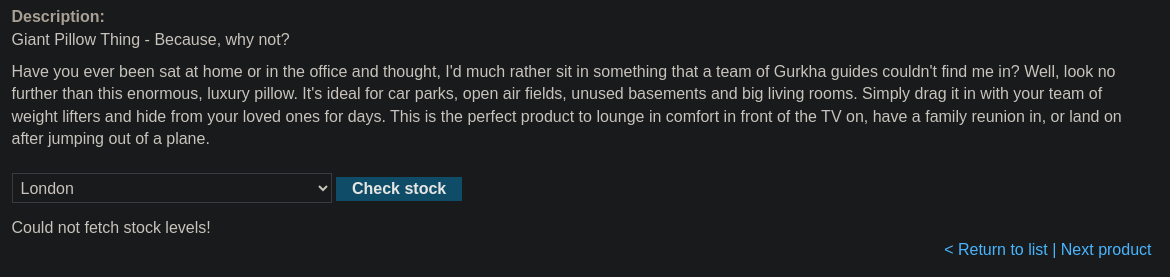 Description:
Giant Pillow Thing - Because, why not?
Have you ever been sat at home or in the office and thought, I'd much rather sit in something that a team of Gurkha guides couldn't find me in? Well, look no
further than this enormous, luxury pillow. It's ideal for car parks, open air fields, unused basements and big living rooms. Simply drag it in with your team of
weight lifters and hide from your loved ones for days. This is the perfect product to lounge in comfort in front of the TV on, have a family reunion in, or land on
after jumping out of a plane.
London Check stock
Could not fetch stock levels!
< Return to list | Next product